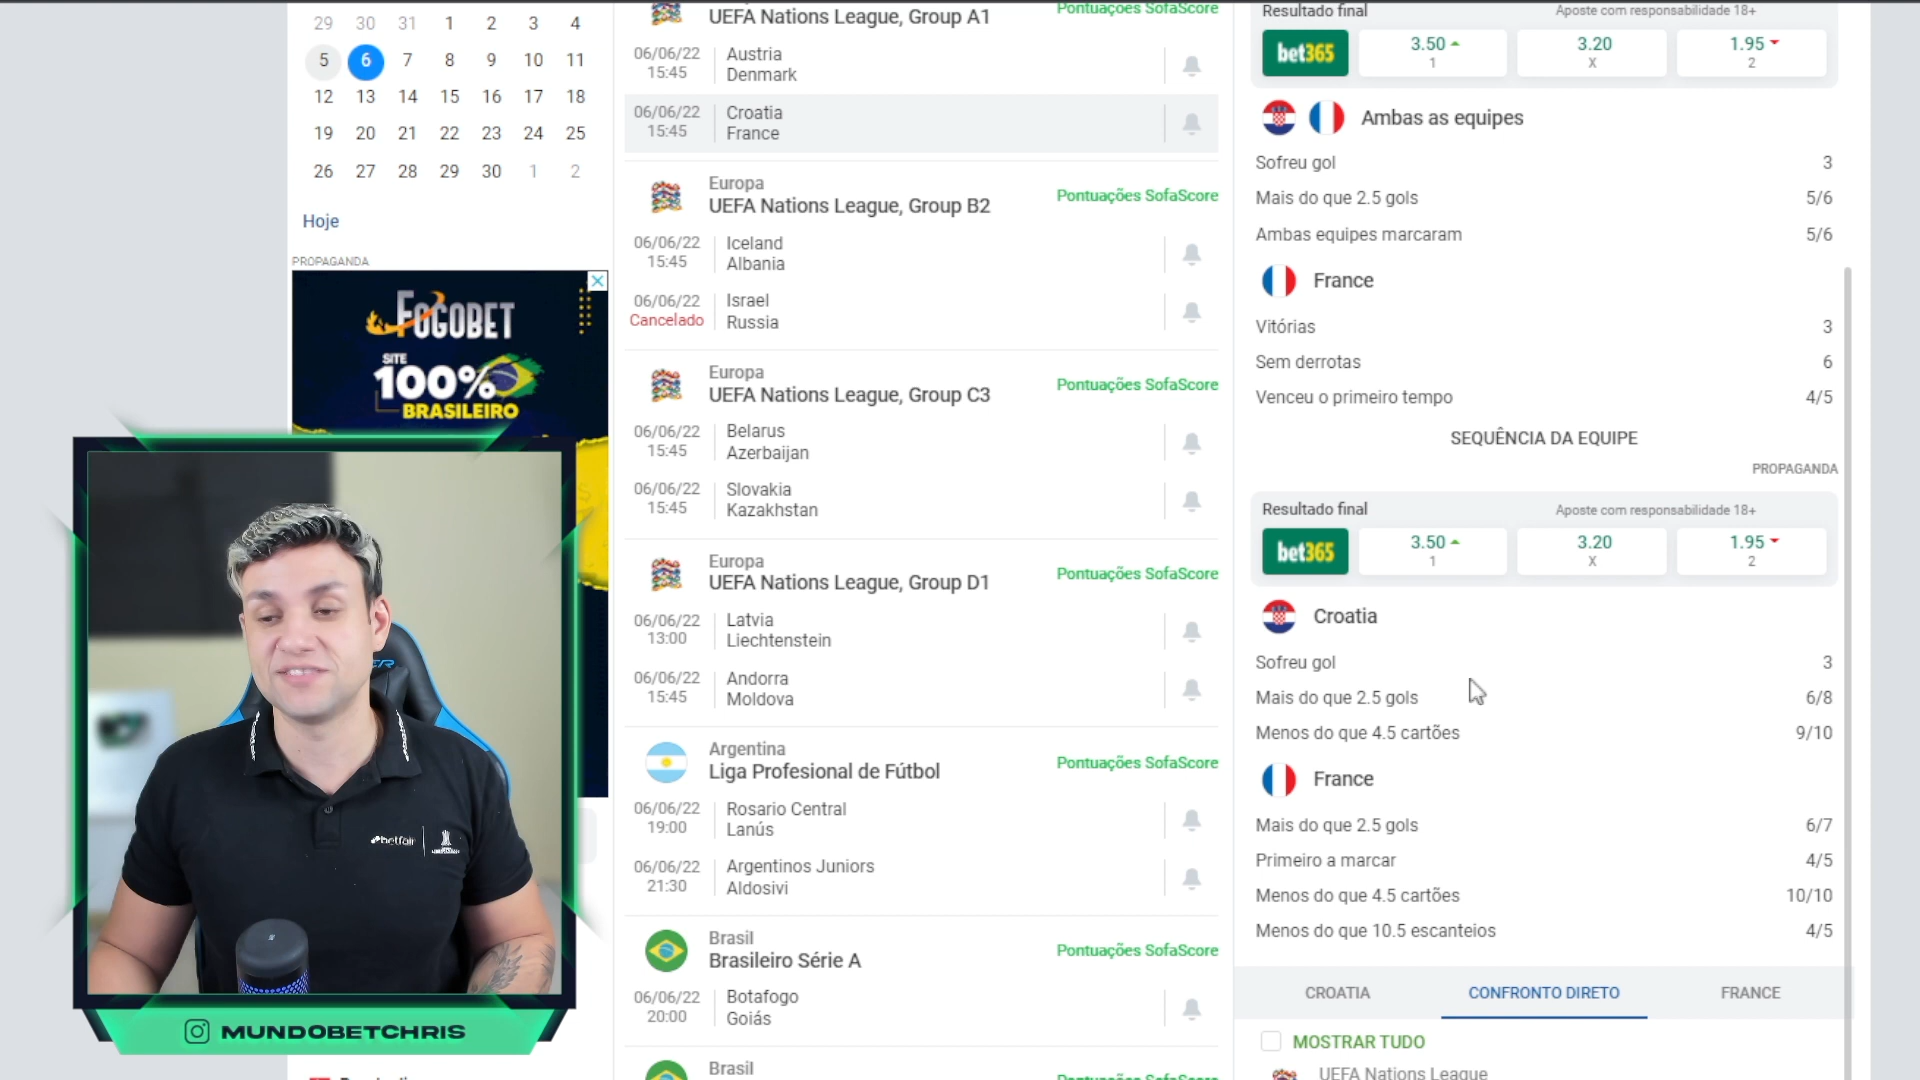 29 30 31 1 2 3 4
5 6 7 8 9 10 11
12 13 14 15 16 17 18
19 20 21 22 23 24 25
26 27 28 29 30 1 2
Hoje
PROPAGANDA
FOGOBET
SITE
100%
BRASILEIRO
betfair
MUNDOBETCHRIS
UEFA Nations League, Group A1
Pontuações SofaScore
06/06/22 Austria
15:45 Denmark
06/06/22 Croatia
15:45 France
Europa
UEFA Nations League, Group B2
Pontuações SofaScore
06/06/22 Iceland
15:45 Albania
06/06/22 Israel
Cancelado Russia
Europa
UEFA Nations League, Group C3
Pontuações SofaScore
06/06/22 Belarus
15:45 Azerbaijan
06/06/22 Slovakia
15:45 Kazakhstan
Europa
UEFA Nations League, Group D1
Pontuações SofaScore
06/06/22 Latvia
13:00 Liechtenstein
06/06/22 Andorra
15:45 Moldova
Argentina
Liga Profesional de Fútbol
Pontuações SofaScore
06/06/22 Rosario Central
19:00 Lanús
06/06/22 Argentinos Juniors
21:30 Aldosivi
Brasil
Brasileiro Série A
Pontuações SofaScore
06/06/22 Botafogo
20:00 Goiás
Brasil
Resultado final Aposte com responsabilidade 18+
bet365 3.50 3.20 1.95
1 X 2
Ambas as equipes
Sofreu gol 3
Mais do que 2.5 gols 5/6
Ambas equipes marcaram 5/6
France
Vitórias 3
Sem derrotas 6
Venceu o primeiro tempo 4/5
SEQUÊNCIA DA EQUIPE
PROPAGANDA
Resultado final Aposte com responsabilidade 18+
bet365 3.50 3.20 1.95
1 X 2
Croatia
Sofreu gol 3
Mais do que 2.5 gols 6/8
Menos do que 4.5 cartões 9/10
France
Mais do que 2.5 gols 6/7
Primeiro a marcar 4/5
Menos do que 4.5 cartões 10/10
Menos do que 10.5 escanteios 4/5
CROATIA CONFRONTO DIRETO FRANCE
MOSTRAR TUDO
UEFA Nations League